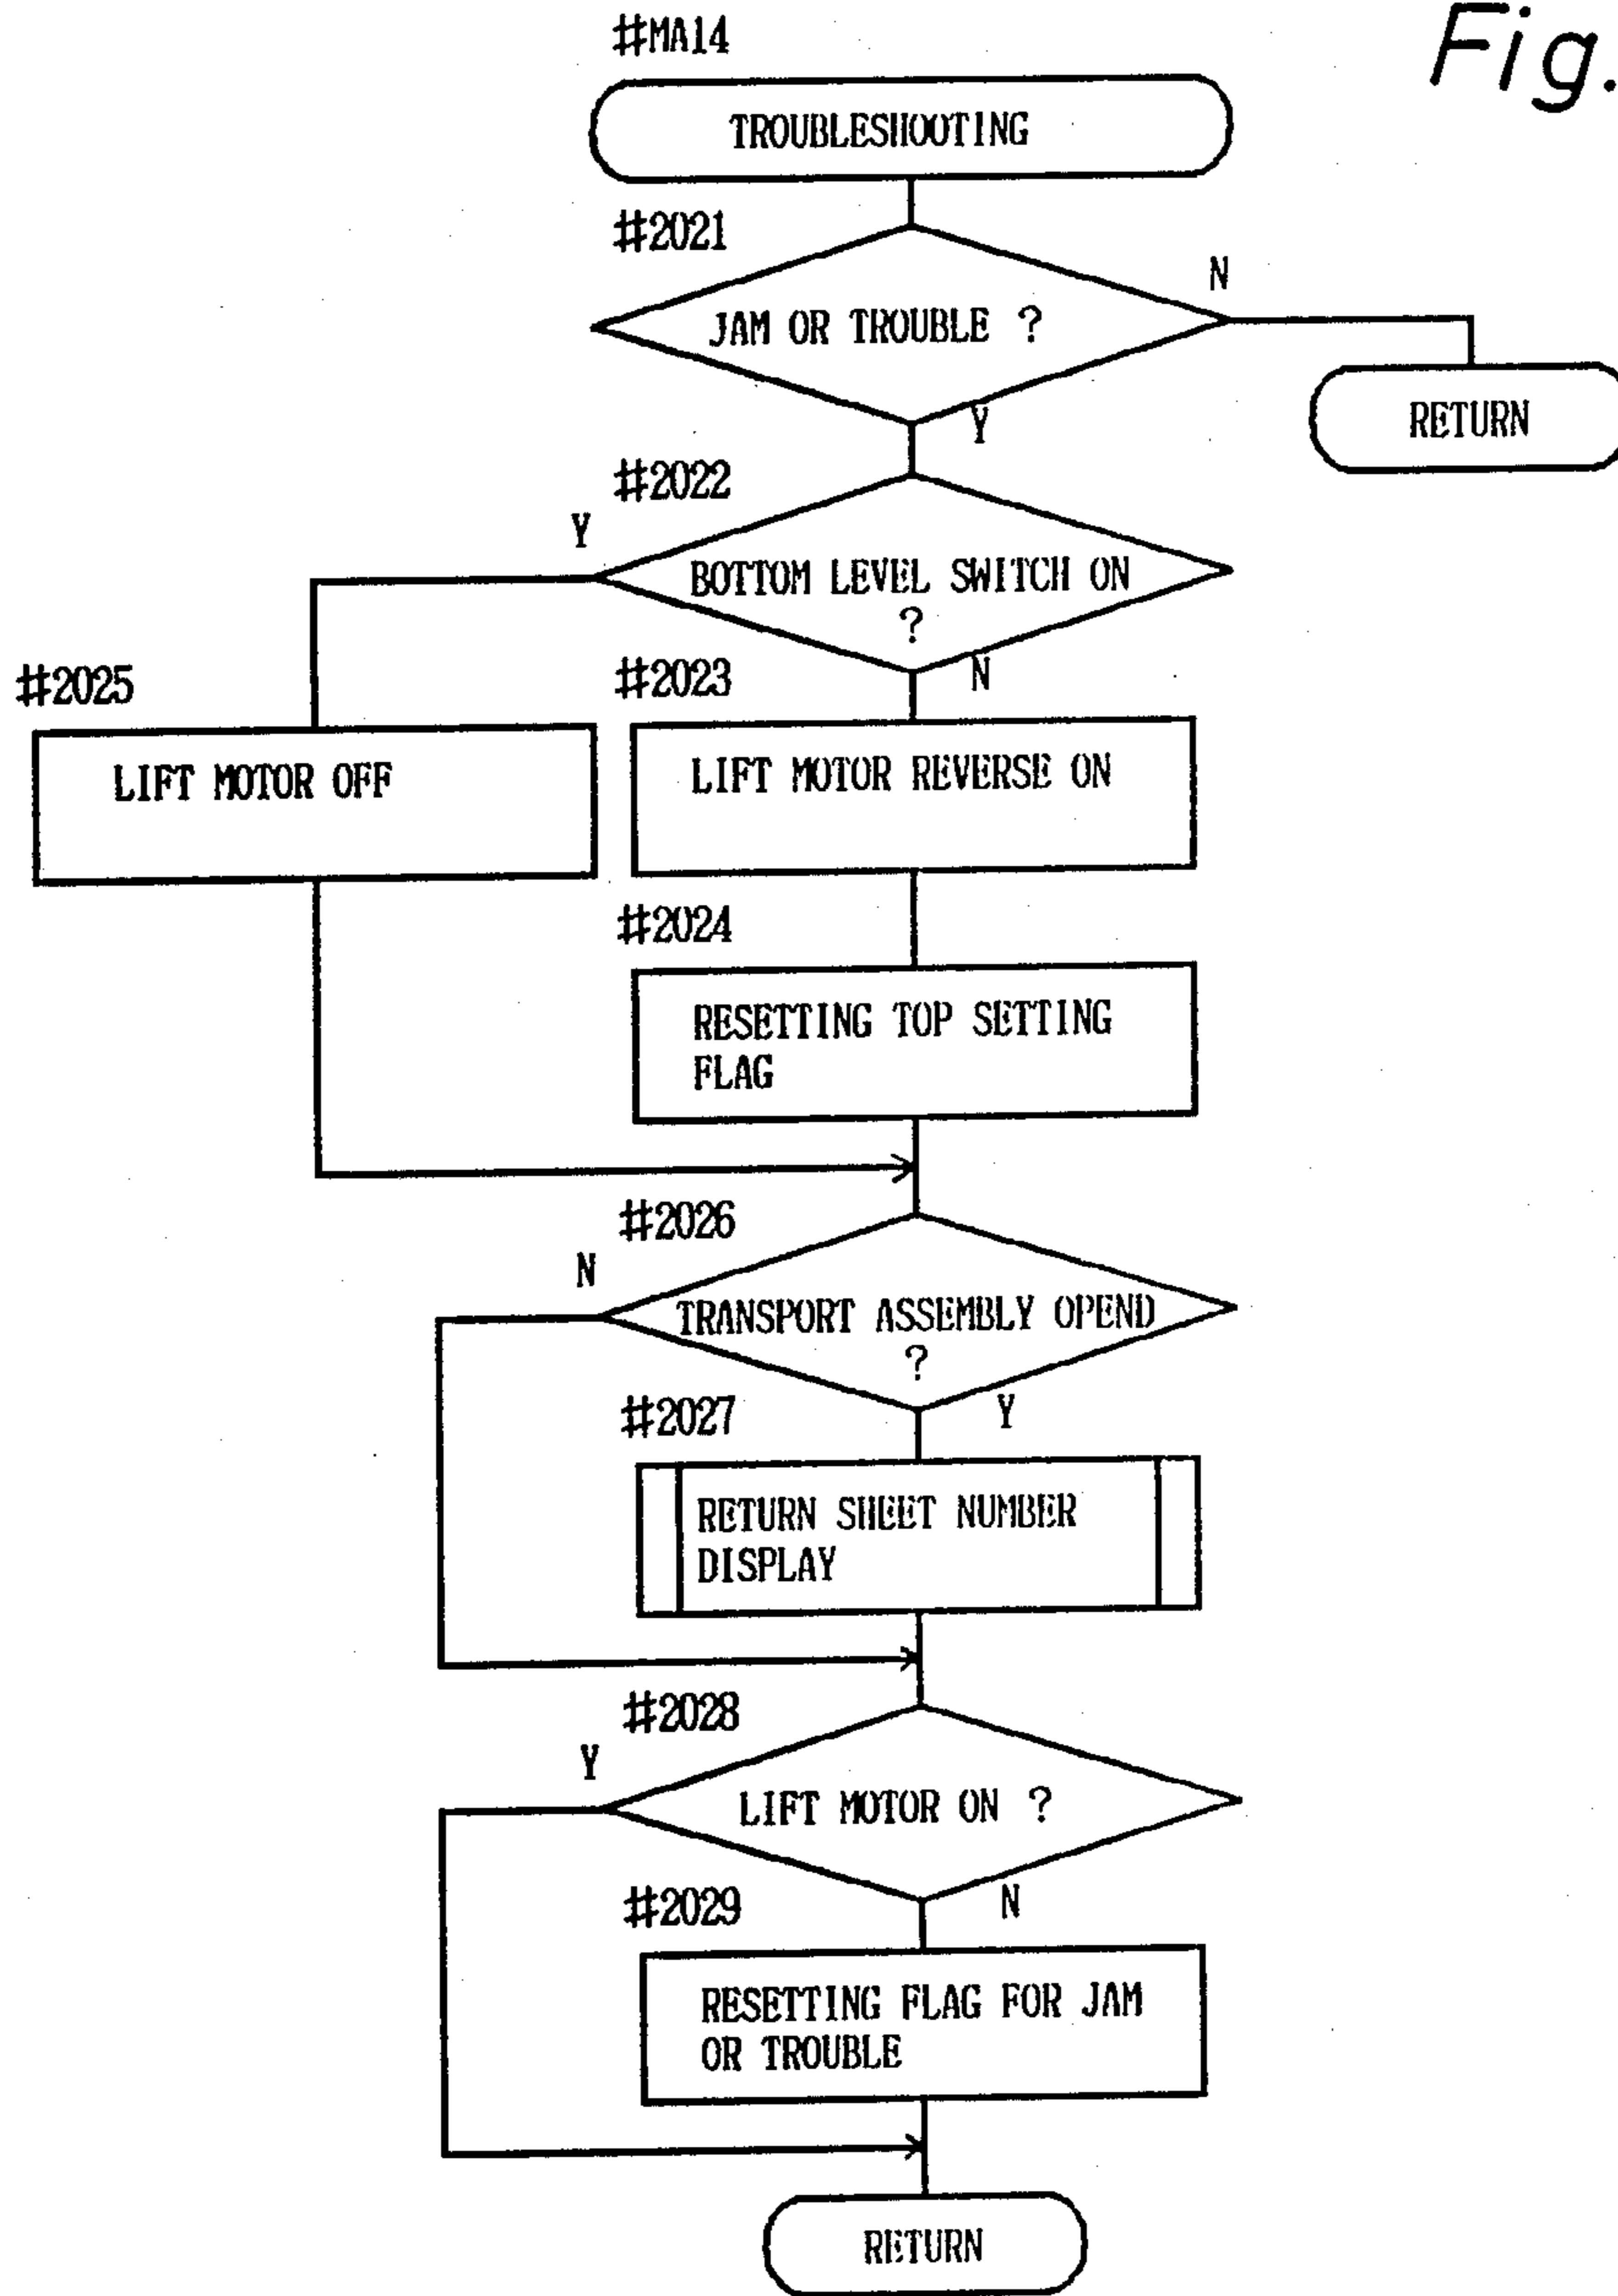 Fig.
#MA14
TROUBLESHOOTING
#2021
JAM OR TROUBLE ?
N
RETURN
Y
#2022
Y
BOTTOM LEVEL SWITCH ON
?
N
#2025
LIFT MOTOR OFF
#2023
LIFT MOTOR REVERSE ON
#2024
RESETTING TOP SETTING
FLAG
#2026
N
TRANSPORT ASSEMBLY OPEND
?
Y
#2027
RETURN SHEET NUMBER
DISPLAY
#2028
Y
LIFT MOTOR ON ?
N
#2029
RESETTING FLAG FOR JAM
OR TROUBLE
RETURN